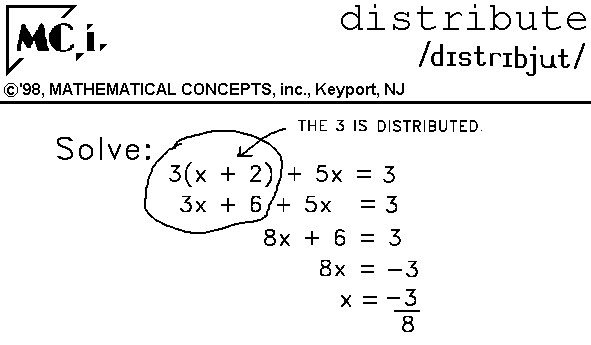 MC,i.
distribute
/dɪstrɪbjut/
©'98, MATHEMATICAL CONCEPTS, inc., Keyport, NJ
THE 3 IS DISTRIBUTED.
Solve:
3(x + 2) + 5x = 3
3x + 6 + 5x = 3
8x + 6 = 3
8x = −3
x = −3/8